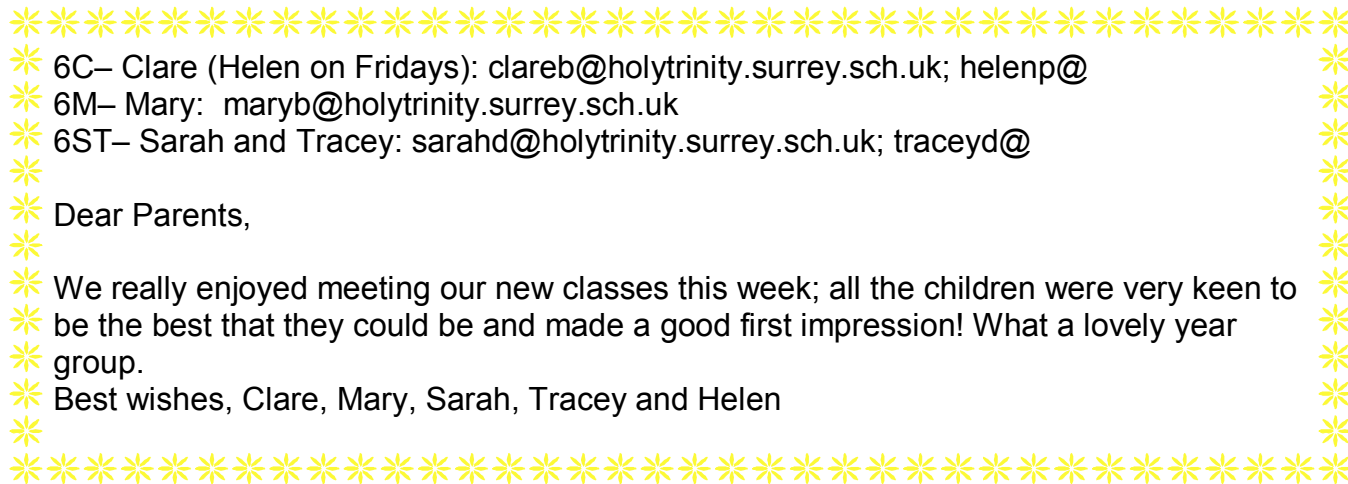 6C– Clare (Helen on Fridays): clareb@holytrinity.surrey.sch.uk; helenp@
6M– Mary:  maryb@holytrinity.surrey.sch.uk
6ST– Sarah and Tracey: sarahd@holytrinity.surrey.sch.uk; traceyd@
Dear Parents,
We really enjoyed meeting our new classes this week; all the children were very keen to
be the best that they could be and made a good first impression! What a lovely year
group.
Best wishes, Clare, Mary, Sarah, Tracey and Helen